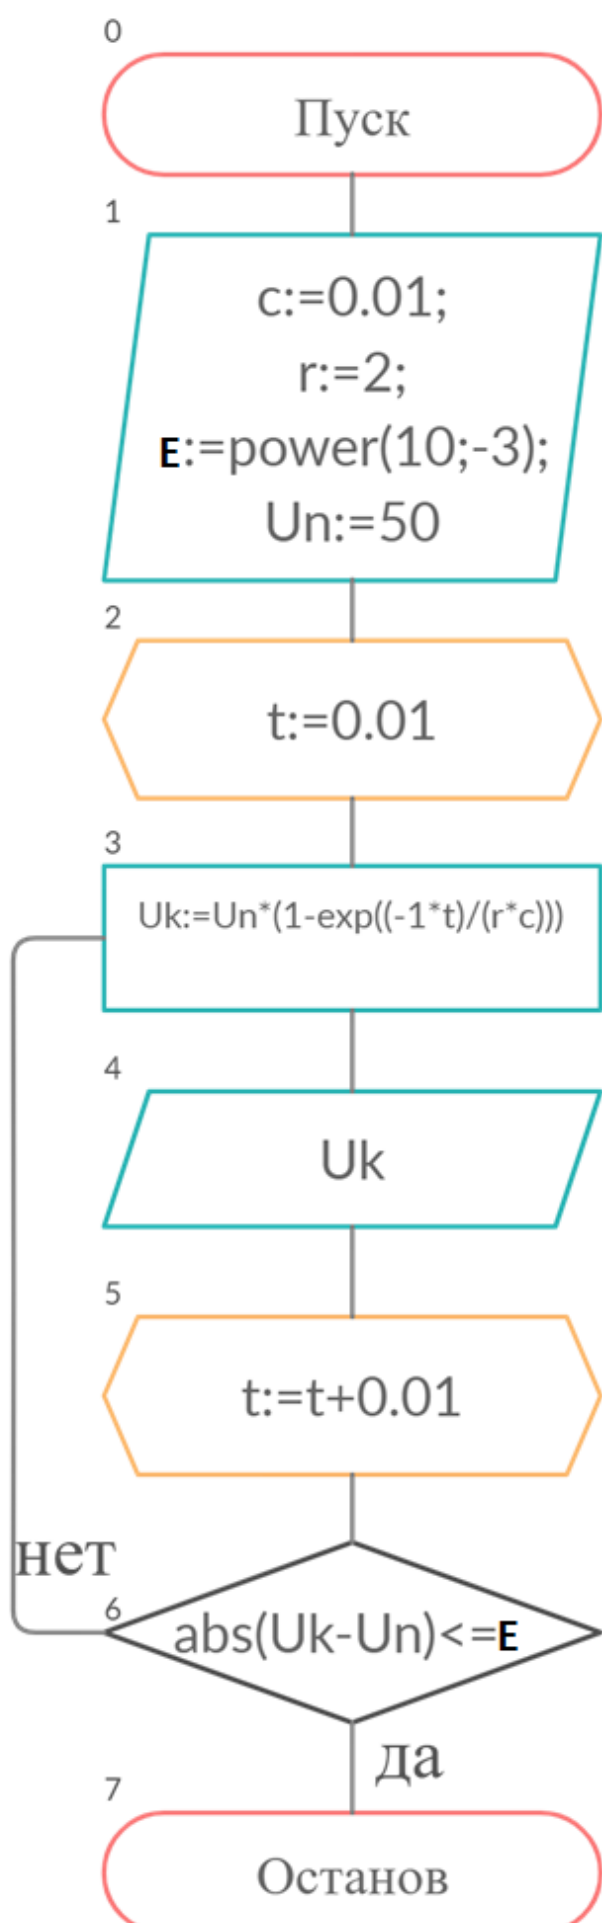 0
Пуск
1
c:=0.01;
r:=2;
E:=power(10;-3);
Un:=50
2
t:=0.01
3
Uk:=Un*(1-exp((-1*t)/(r*c)))
4
Uk
5
t:=t+0.01
нет
6
abs(Uk-Un)<=E
да
7
Останов